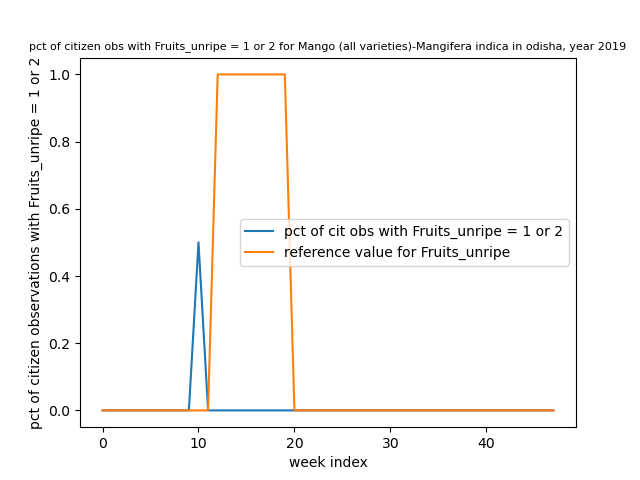 pct of citizen obs with Fruits_unripe = 1 or 2 for Mango (all varieties)-Mangifera indica in odisha, year 2019
pct of citizen observations with Fruits_unripe = 1 or 2
1.0
0.8
0.6
0.4
0.2
0.0
pct of cit obs with Fruits_unripe = 1 or 2
reference value for Fruits_unripe
0 10 20 30 40
week index